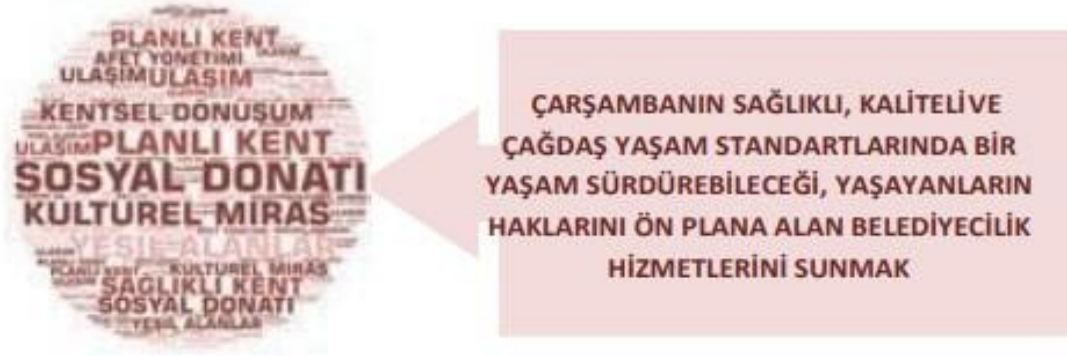 PLANLI KENT
AFET YÖNETİMİ
ULAŞIM ULAŞIM
KENTSEL DÖNÜŞÜM
ULAŞIM PLANLI KENT
SOSYAL DONATI
KÜLTÜREL MİRAS
YEŞİL ALANLAR
PLANLI KENT KÜLTÜREL MİRAS
SAĞLIKLI KENT
SOSYAL DONATI
YEŞİL ALANLAR
ÇARŞAMBANIN SAĞLIKLI, KALİTELİ VE
ÇAĞDAŞ YAŞAM STANDARTLARINDA BİR
YAŞAM SÜRDÜREBİLECEĞİ, YAŞAYANLARIN
HAKLARINI ÖN PLANA ALAN BELEDİYECİLİK
HİZMETLERİNİ SUNMAK